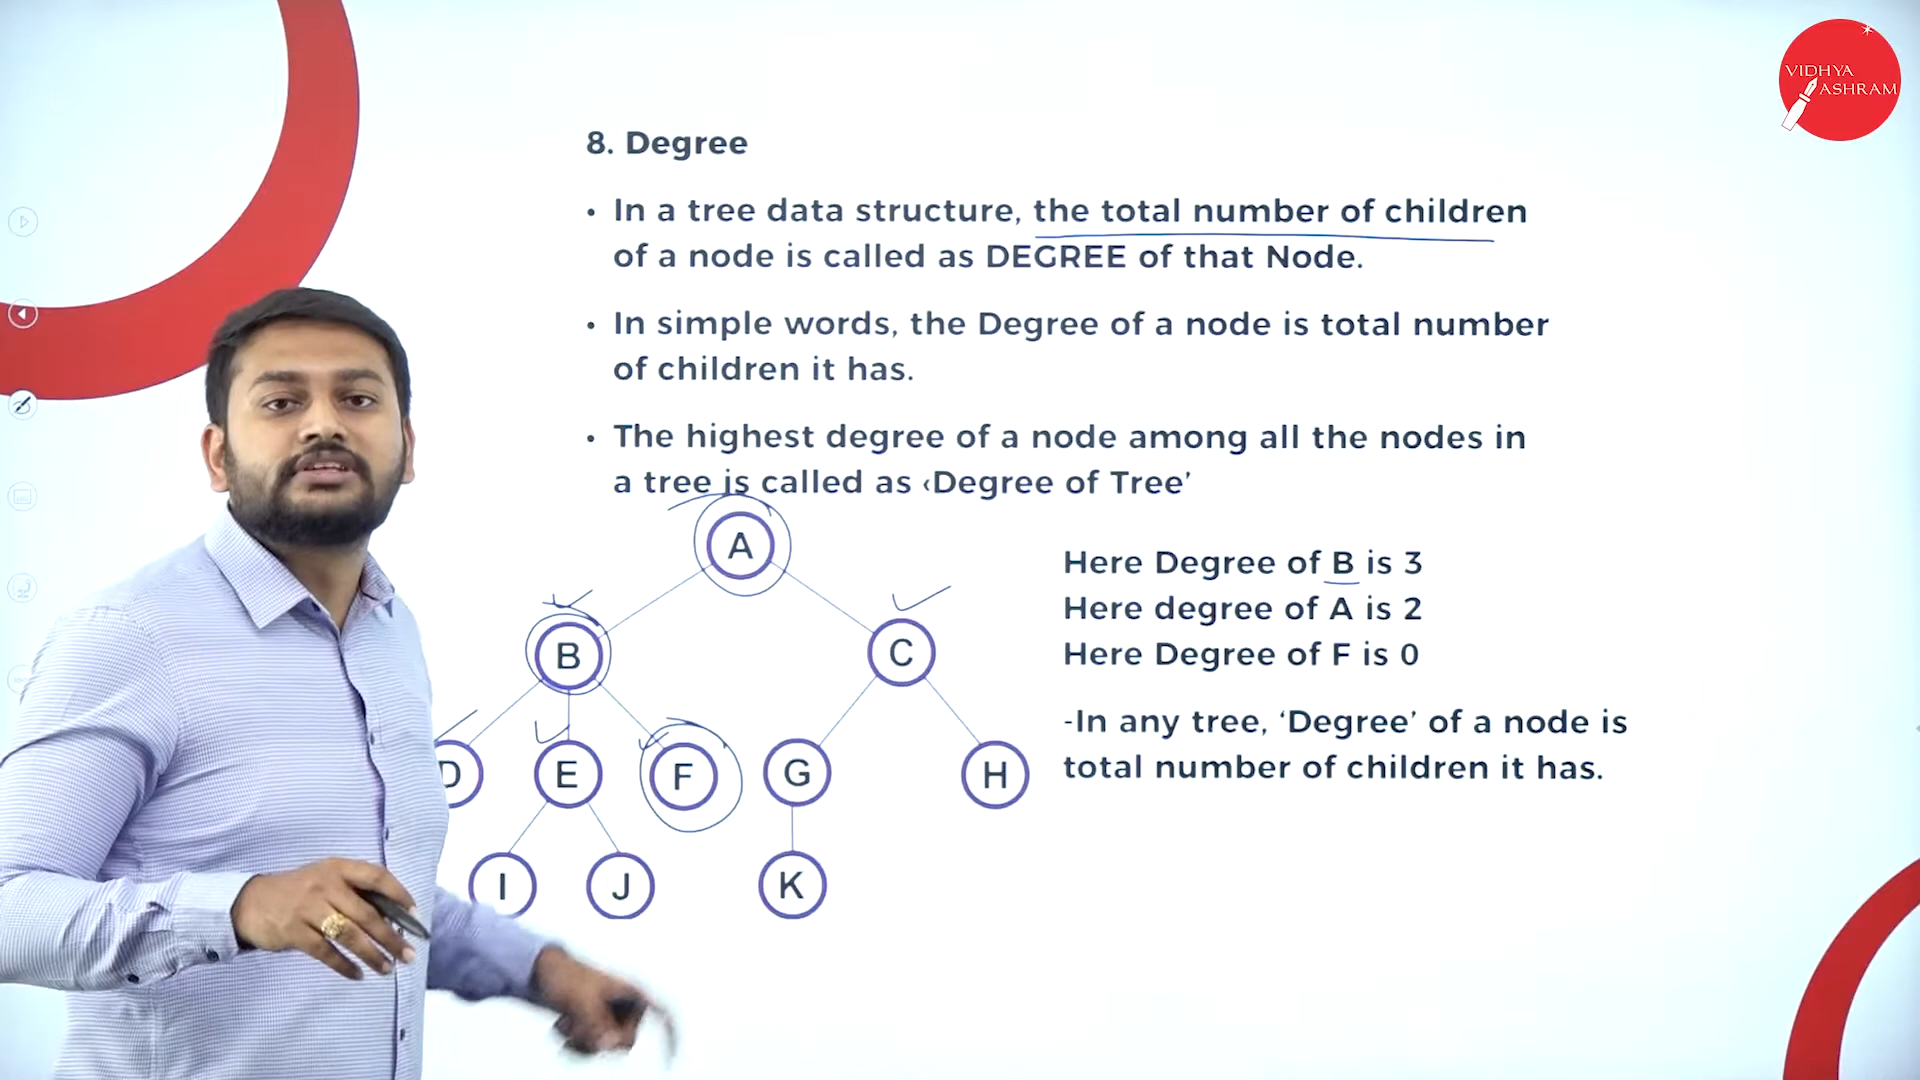 VIDHYA
ASHRAM
8. Degree
• In a tree data structure, the total number of children
of a node is called as DEGREE of that Node.
• In simple words, the Degree of a node is total number
of children it has.
• The highest degree of a node among all the nodes in
a tree is called as ‹Degree of Tree’
A
B
C
D
E
F
G
H
I
J
K
Here Degree of B is 3
Here degree of A is 2
Here Degree of F is 0
-In any tree, ‘Degree’ of a node is
total number of children it has.